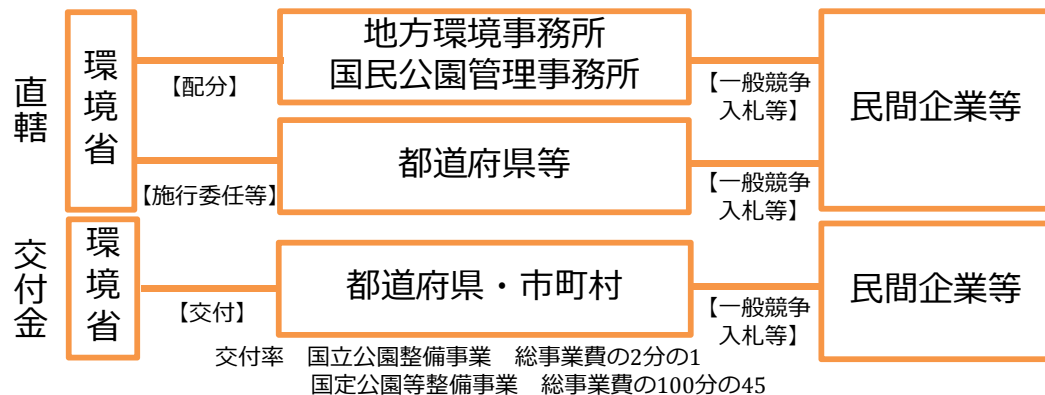 直轄
環境省
【配分】
地方環境事務所
国民公園管理事務所
【一般競争
入札等】
民間企業等
【施行委任等】
都道府県等
【一般競争
入札等】
交付金
環境省
【交付】
都道府県・市町村
【一般競争
入札等】
民間企業等
交付率　国立公園整備事業　総事業費の2分の1
国定公園等整備事業　総事業費の100分の45